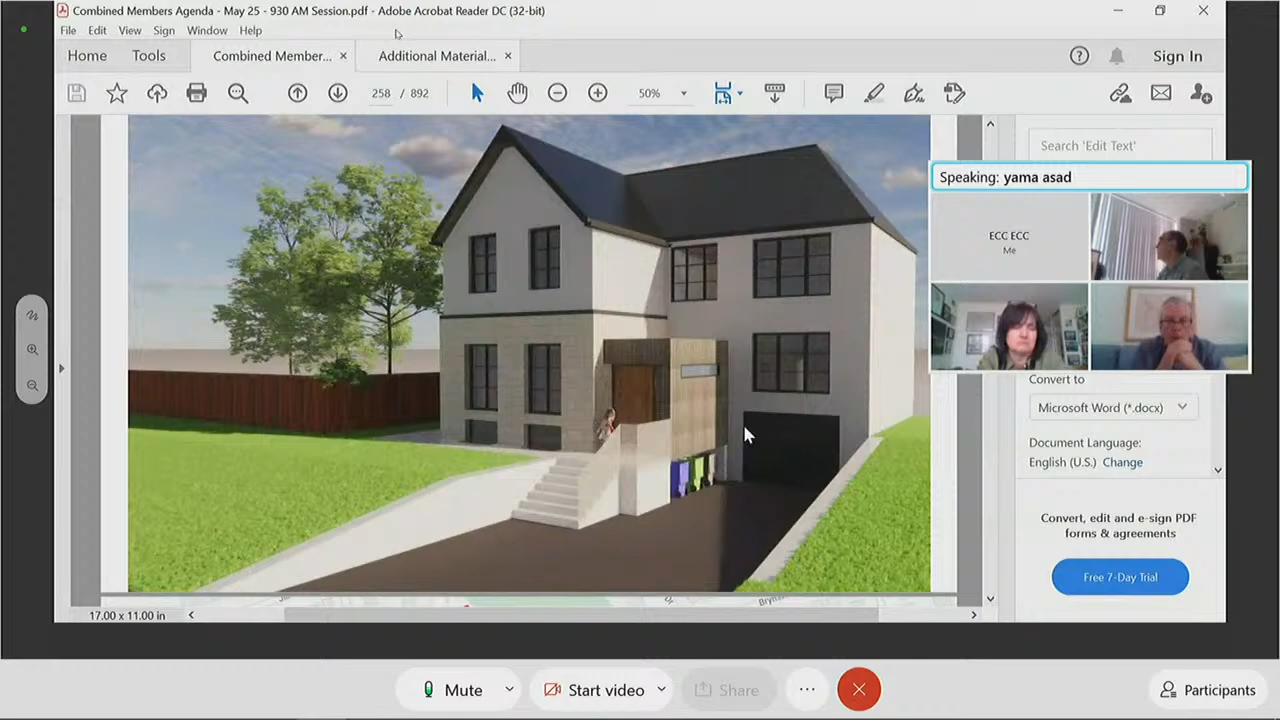 Combined Members Agenda - May 25 - 930 AM Session.pdf - Adobe Acrobat Reader DC (32-bit)
File Edit View Sign Window Help
Home Tools Combined Member... × Additional Material... × Sign In
258 / 892 50%
Search 'Edit Text'
Speaking: yama asad
ECC ECC
Me
Convert to
Microsoft Word (*.docx)
Document Language:
English (U.S.) Change
Convert, edit and e-sign PDF
forms & agreements
Free 7-Day Trial
17.00 x 11.00 in
Mute Start video Share Participants